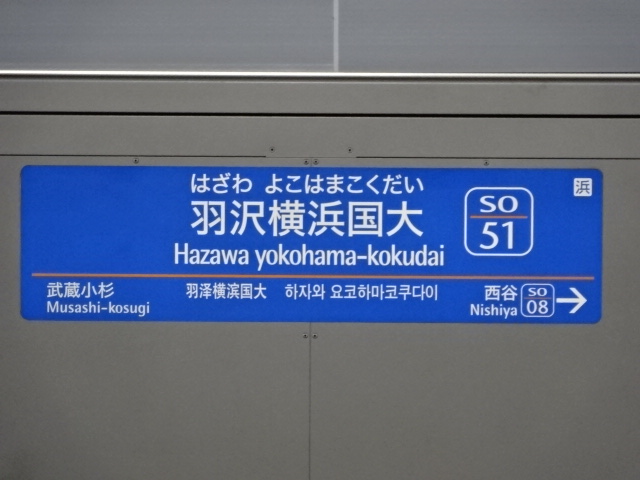 はざわ よこはまこくだい
浜
羽沢横浜国大
SO
51
Hazawa yokohama-kokudai
武蔵小杉
Musashi-kosugi
羽泽横滨国大 하자와 요코하마코쿠다이
西谷
Nishiya
SO
08
→